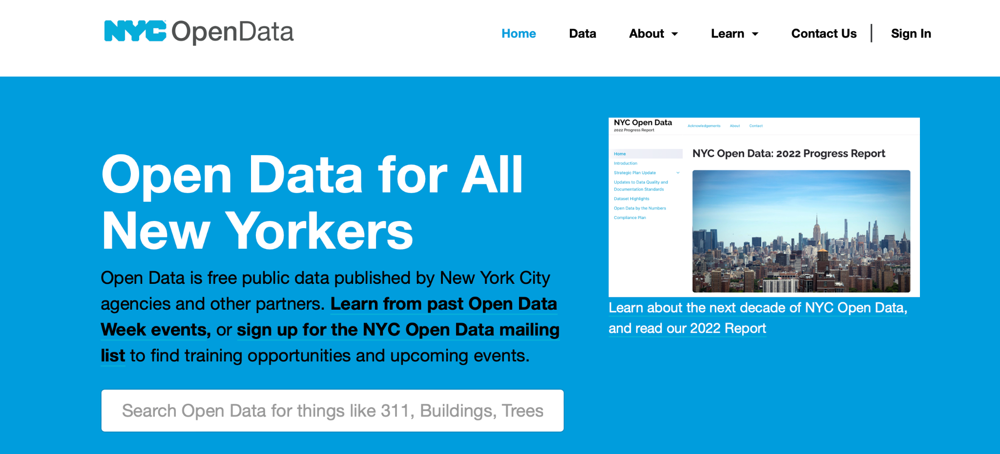 NYC OpenData
Home Data About Learn Contact Us Sign In
Open Data for All
New Yorkers
Open Data is free public data published by New York City
agencies and other partners. Learn from past Open Data
Week events, or sign up for the NYC Open Data mailing
list to find training opportunities and upcoming events.
Search Open Data for things like 311, Buildings, Trees
NYC Open Data
2022 Progress Report
Acknowledgements About Contact
Home
Introduction
Strategic Plan Update
Updates to Data Quality and
Documentation Standards
Dataset Highlights
Open Data by the Numbers
Compliance Plan
NYC Open Data: 2022 Progress Report
Learn about the next decade of NYC Open Data,
and read our 2022 Report